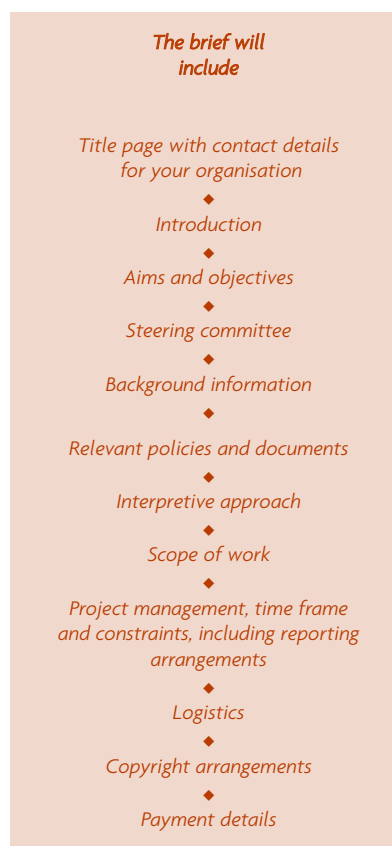 The brief will
include
Title page with contact details
for your organisation
◆
Introduction
◆
Aims and objectives
◆
Steering committee
◆
Background information
◆
Relevant policies and documents
◆
Interpretive approach
◆
Scope of work
◆
Project management, time frame
and constraints, including reporting
arrangements
◆
Logistics
◆
Copyright arrangements
◆
Payment details